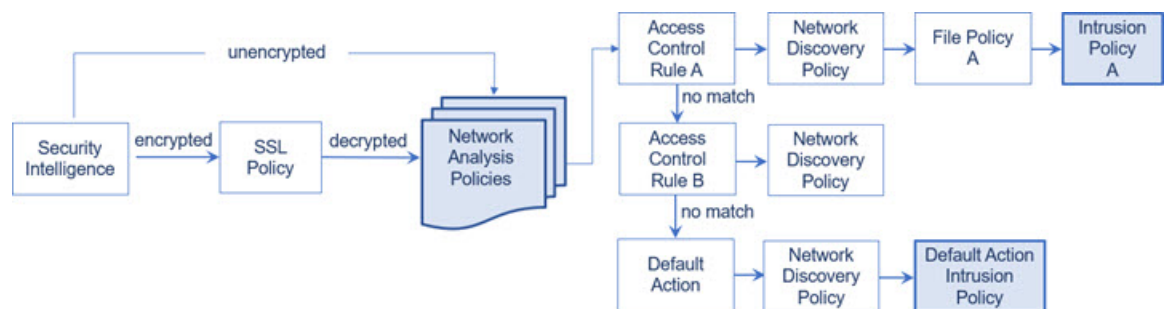 unencrypted
Security
Intelligence
encrypted
SSL
Policy
decrypted
Network
Analysis
Policies
Access
Control
Rule A
Network
Discovery
Policy
File Policy
A
Intrusion
Policy
A
no match
Access
Control
Rule B
Network
Discovery
Policy
no match
Default
Action
Network
Discovery
Policy
Default Action
Intrusion
Policy